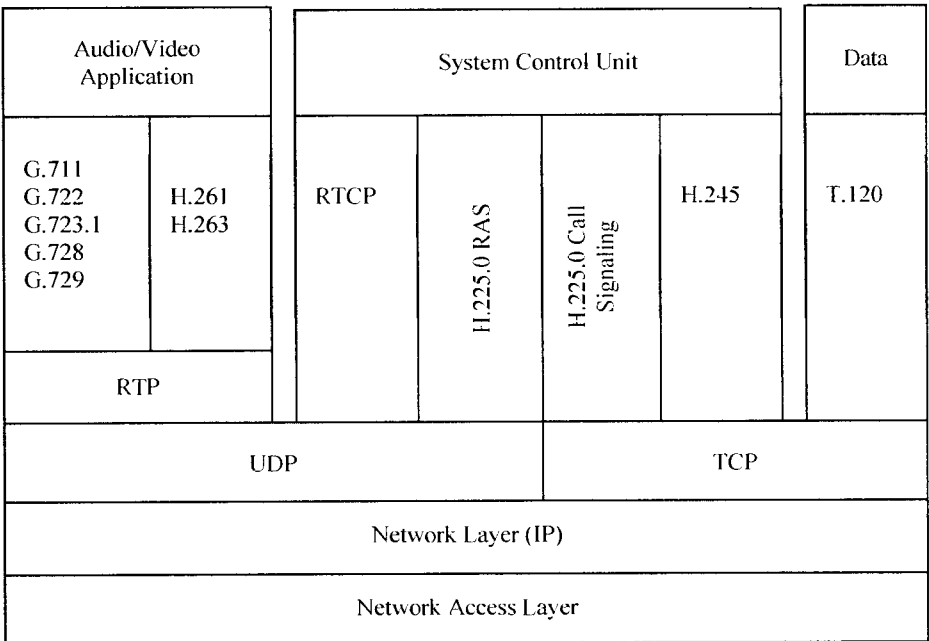 Audio/Video
Application
System Control Unit
Data
G.711
G.722
G.723.1
G.728
G.729
H.261
H.263
RTCP
H.225.0 RAS
H.225.0 Call
Signaling
H.245
T.120
RTP
UDP
TCP
Network Layer (IP)
Network Access Layer